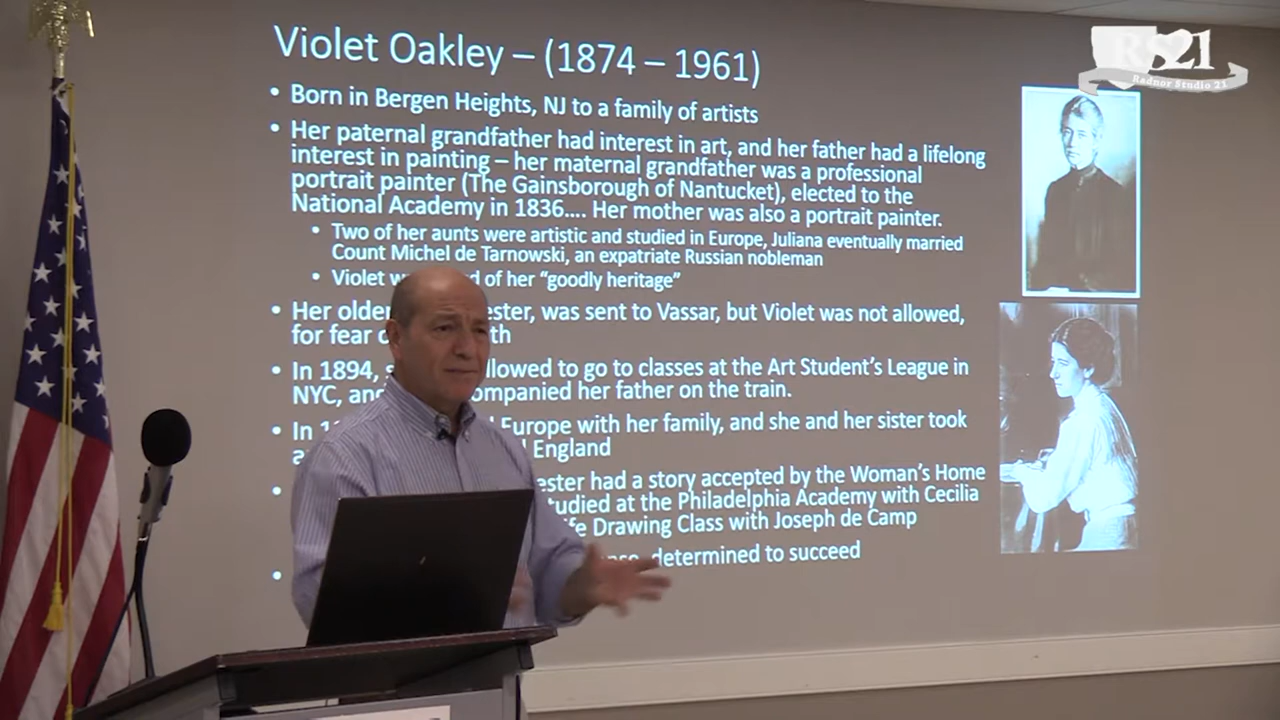 Violet Oakley – (1874 – 1961)
RS21
Radnor Studio 21
• Born in Bergen Heights, NJ to a family of artists
• Her paternal grandfather had interest in art, and her father had a lifelong
interest in painting – her maternal grandfather was a professional
portrait painter (The Gainsborough of Nantucket), elected to the
National Academy in 1836…. Her mother was also a portrait painter.
• Two of her aunts were artistic and studied in Europe, Juliana eventually married
Count Michel de Tarnowski, an expatriate Russian nobleman
• Violet of her “goodly heritage”
• Her older ester, was sent to Vassar, but Violet was not allowed,
for fear th
• In 1894, llowed to go to classes at the Art Student’s League in
NYC, an ompanied her father on the train.
• In Europe with her family, and she and her sister took
England
• ester had a story accepted by the Woman’s Home
tudied at the Philadelphia Academy with Cecilia
ife Drawing Class with Joseph de Camp
• determined to succeed